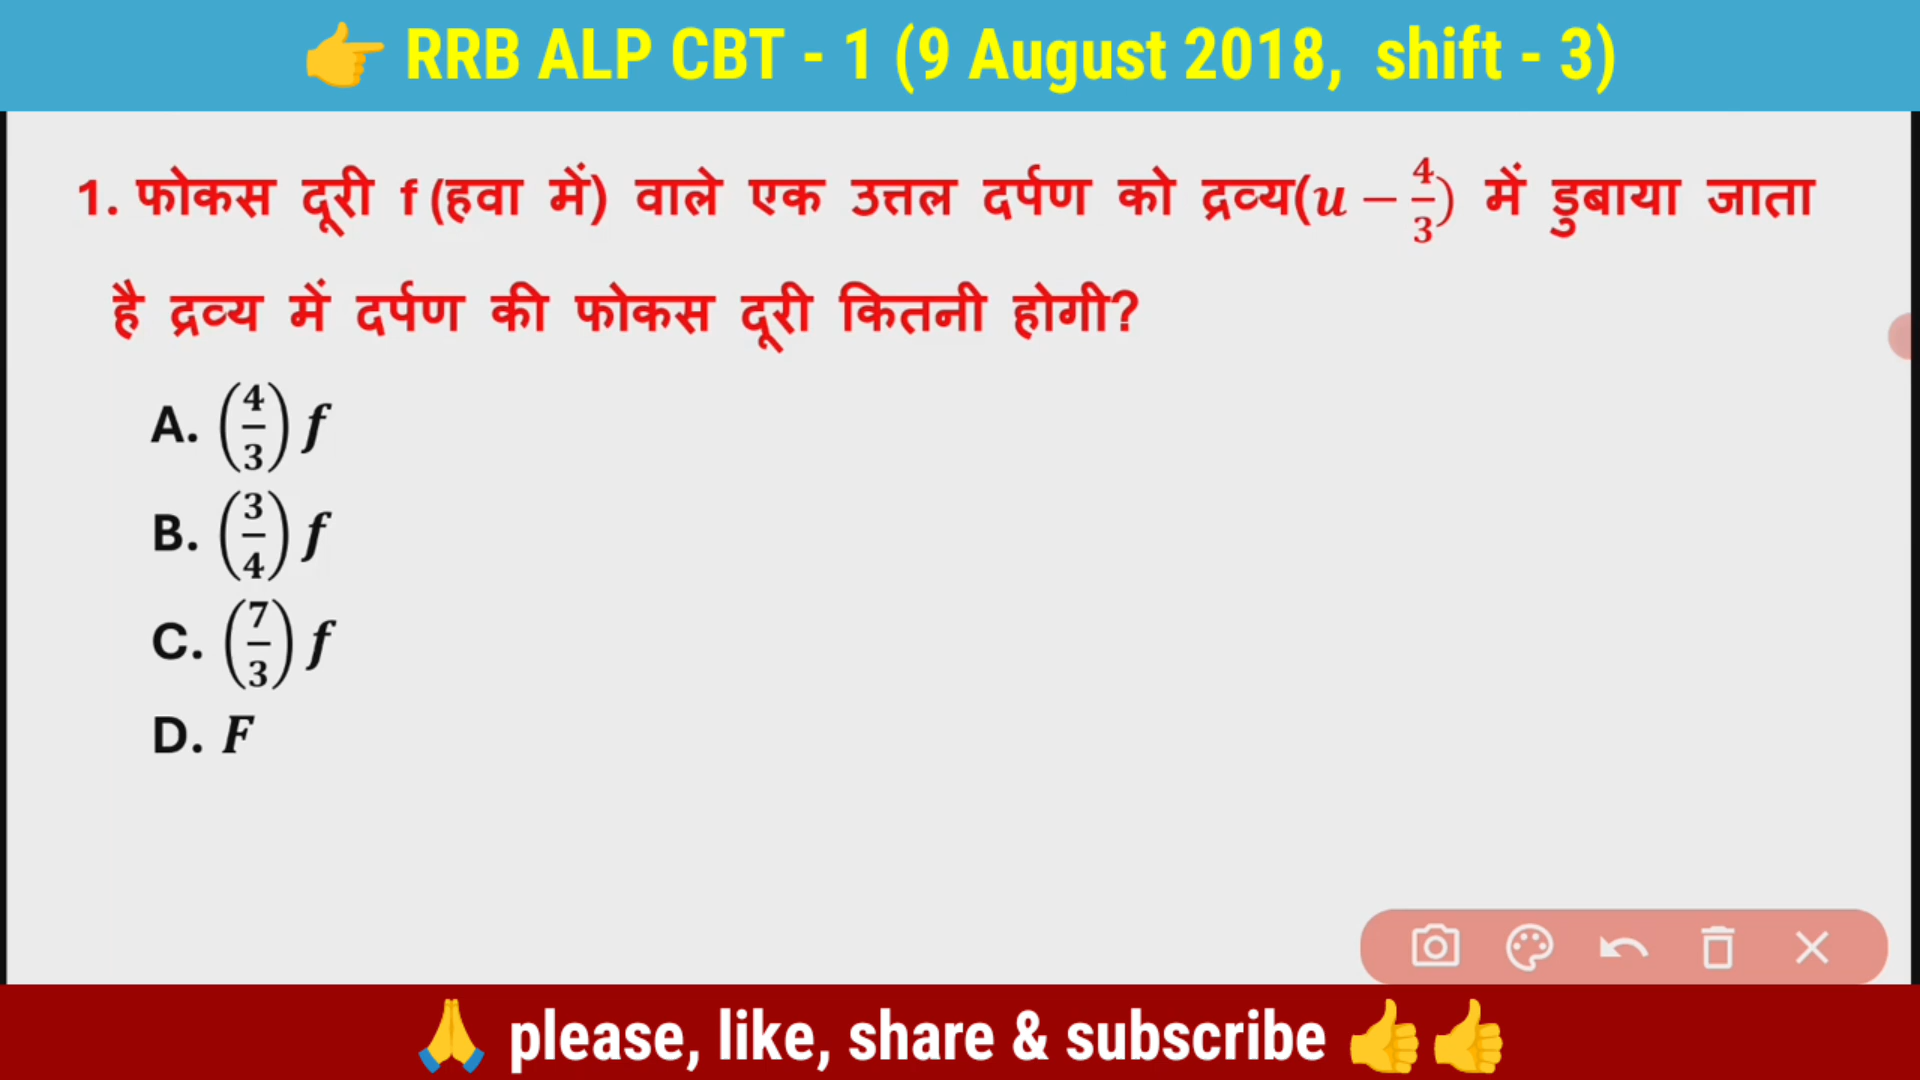 👉 RRB ALP CBT - 1 (9 August 2018, shift - 3)
1. फोकस दूरी f (हवा में) वाले एक उत्तल दर्पण को द्रव्य(u − 4/3) में डुबाया जाता
है द्रव्य में दर्पण की फोकस दूरी कितनी होगी?
A. (4/3) f
B. (3/4) f
C. (7/3) f
D. F
🙏 please, like, share & subscribe 👍👍